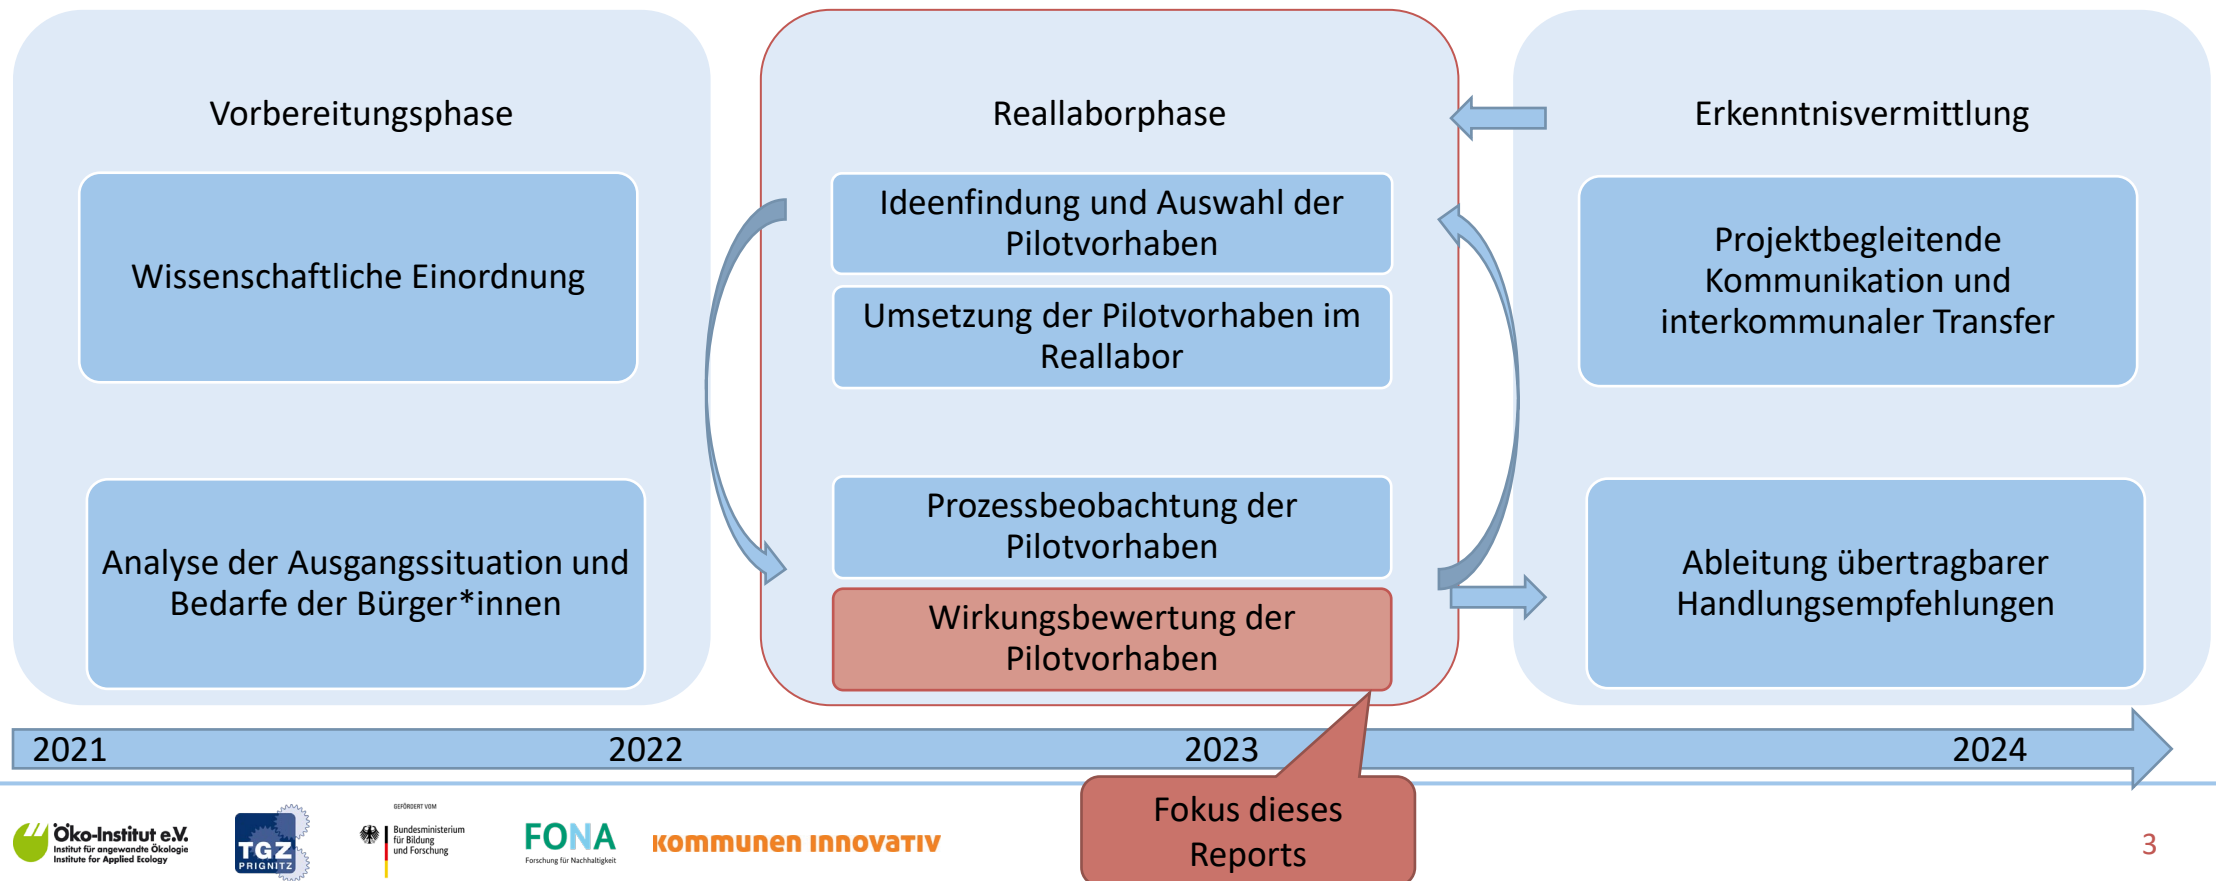 Vorbereitungsphase
Wissenschaftliche Einordnung
Analyse der Ausgangssituation und
Bedarfe der Bürger*innen
Reallaborphase
Ideenfindung und Auswahl der
Pilotvorhaben
Umsetzung der Pilotvorhaben im
Reallabor
Prozessbeobachtung der
Pilotvorhaben
Wirkungsbewertung der
Pilotvorhaben
Erkenntnisvermittlung
Projektbegleitende
Kommunikation und
interkommunaler Transfer
Ableitung übertragbarer
Handlungsempfehlungen
2021
2022
2023
2024
Fokus dieses
Reports
Öko-Institut e.V.
Institut für angewandte Ökologie
Institute for Applied Ecology
TGZ
PRIGNITZ
GEFÖRDERT VOM
Bundesministerium
für Bildung
und Forschung
FONA
Forschung für Nachhaltigkeit
Kommunen Innovativ
3